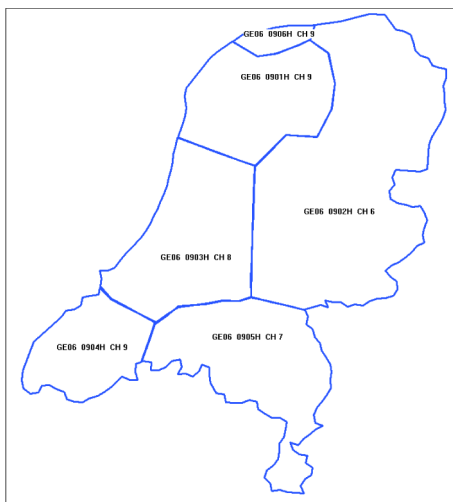 GE06 0906H CH 9
GE06 0901H CH 9
GE06 0902H CH 6
GE06 0903H CH 8
GE06 0905H CH 7
GE06 0904H CH 9